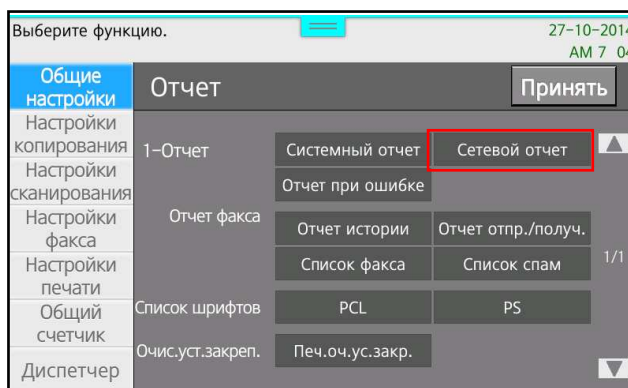 Выберите функцию.
27-10-2014
AM 7 04
Общие
настройки
Отчет
Принять
Настройки
копирования
1-Отчет
Системный отчет
Сетевой отчет
Настройки
сканирования
Отчет при ошибке
Настройки
факса
Отчет факса
Отчет истории
Отчет отпр./получ.
Настройки
печати
Список факса
Список спам
1/1
Общий
счетчик
Список шрифтов
PCL
PS
Очис.уст.закреп.
Печ.оч.ус.закр.
Диспетчер